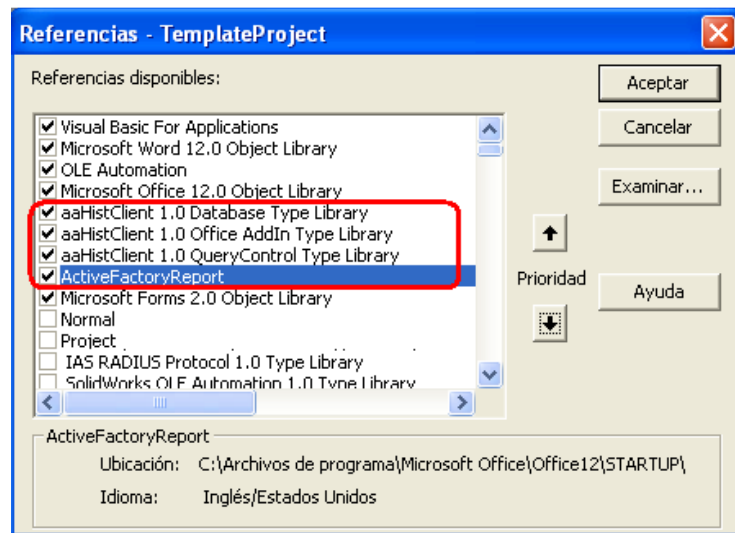 Referencias - TemplateProject
Referencias disponibles:
Aceptar
Cancelar
Examinar...
Visual Basic For Applications
Microsoft Word 12.0 Object Library
OLE Automation
Microsoft Office 12.0 Object Library
aaHistClient 1.0 Database Type Library
aaHistClient 1.0 Office AddIn Type Library
aaHistClient 1.0 QueryControl Type Library
ActiveFactoryReport
Microsoft Forms 2.0 Object Library
Normal
Project
IAS RADIUS Protocol 1.0 Type Library
SolidWorks OLE Automation 1.0 Type Library
Prioridad
Ayuda
ActiveFactoryReport
Ubicación: C:\Archivos de programa\Microsoft Office\Office12\STARTUP\
Idioma: Inglés/Estados Unidos